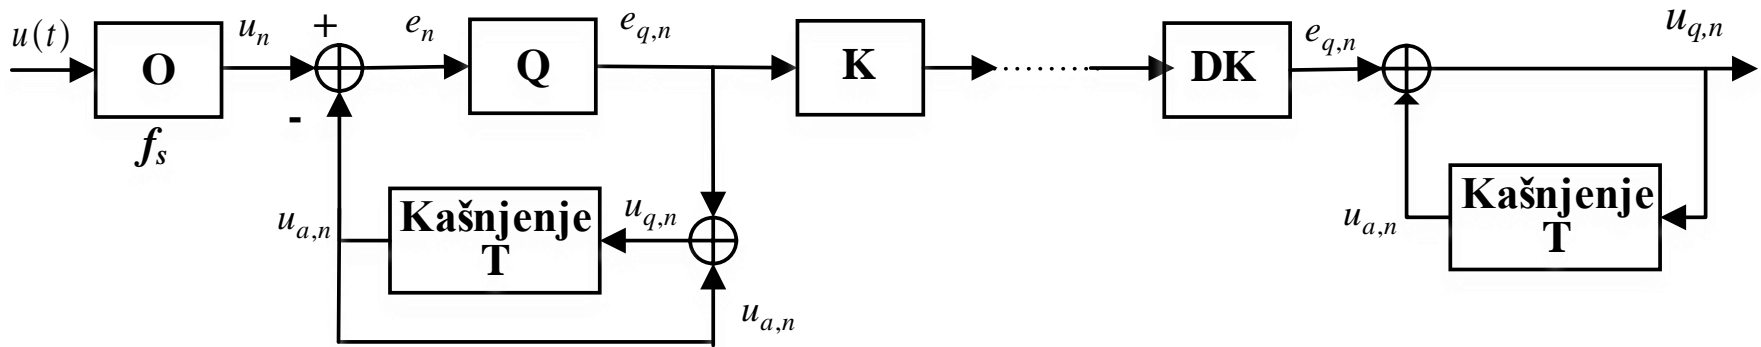 u(t)
O
f_s
u_n
+
-
e_n
Q
e_{q,n}
K
DK
e_{q,n}
u_{q,n}
u_{a,n}
Kašnjenje
T
u_{q,n}
u_{a,n}
u_{a,n}
Kašnjenje
T